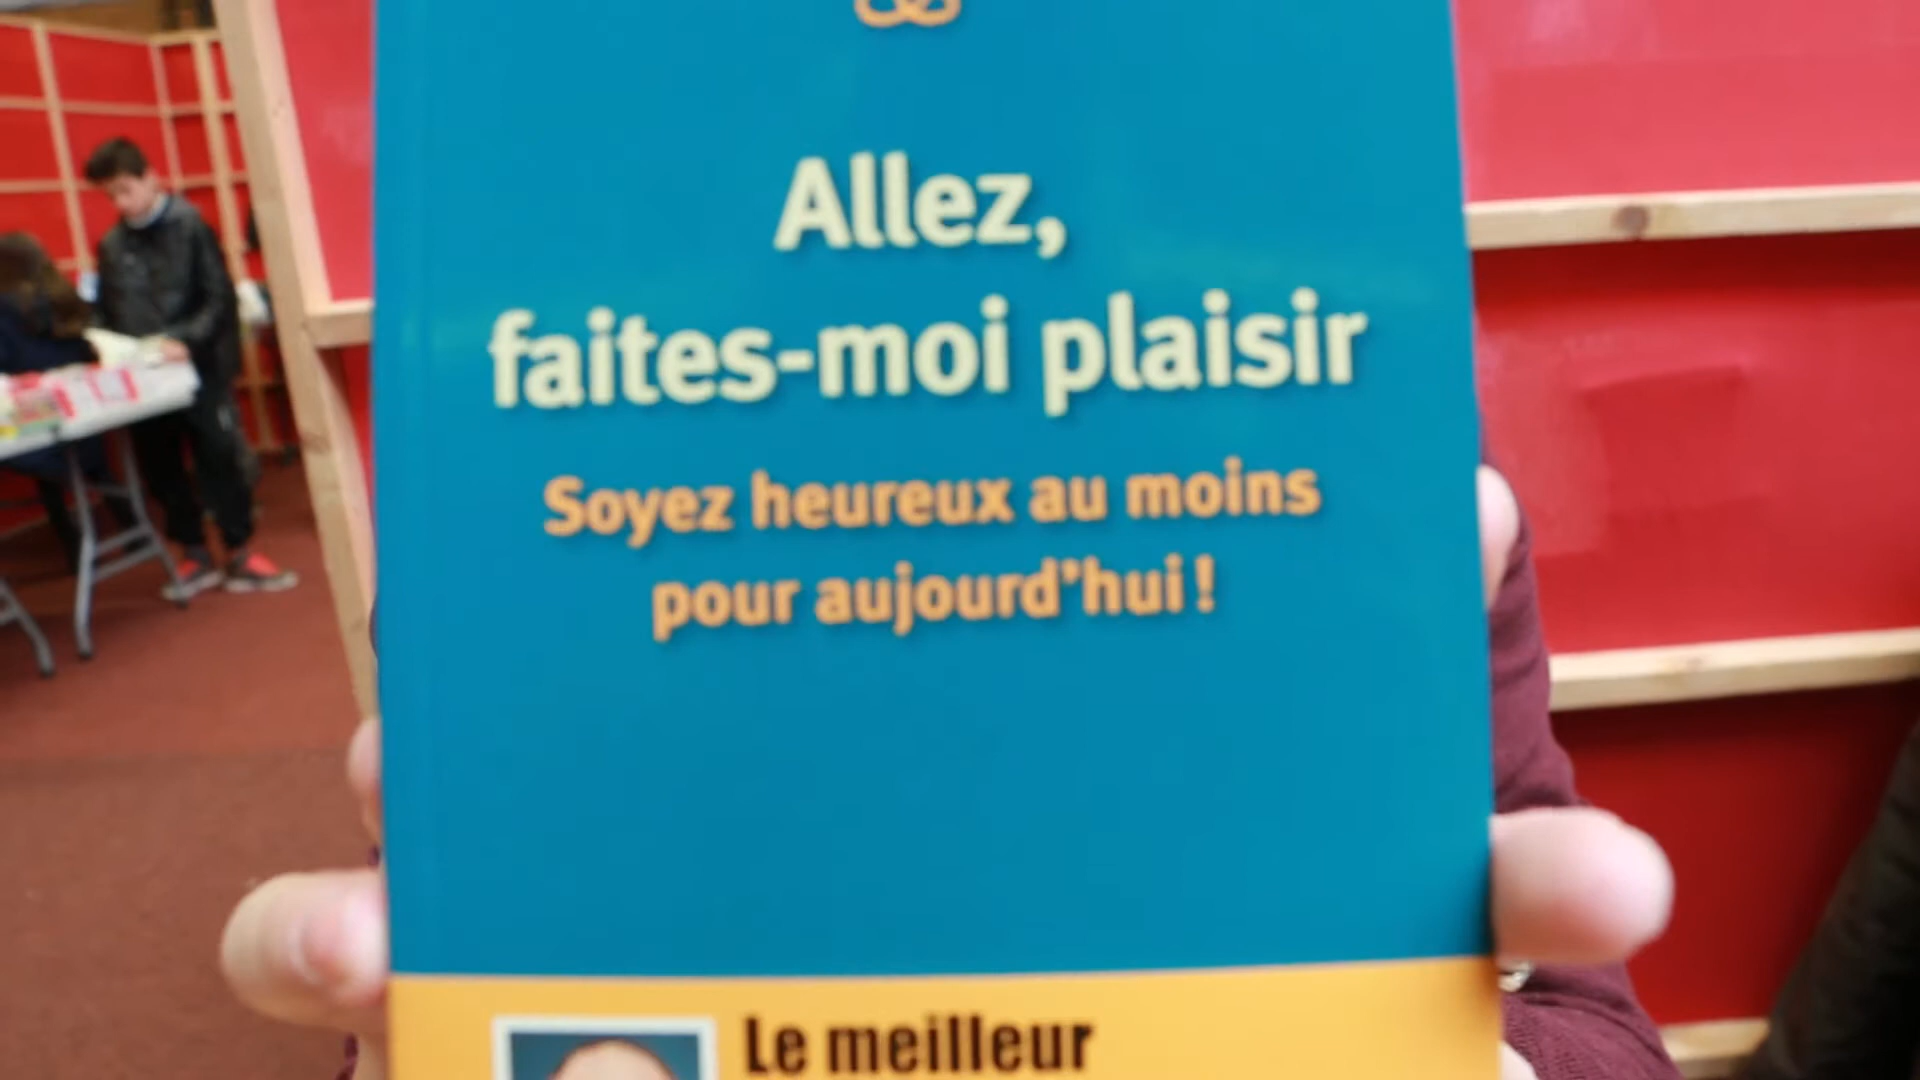 Allez,
faites-moi plaisir
Soyez heureux au moins
pour aujourd'hui !
Le meilleur